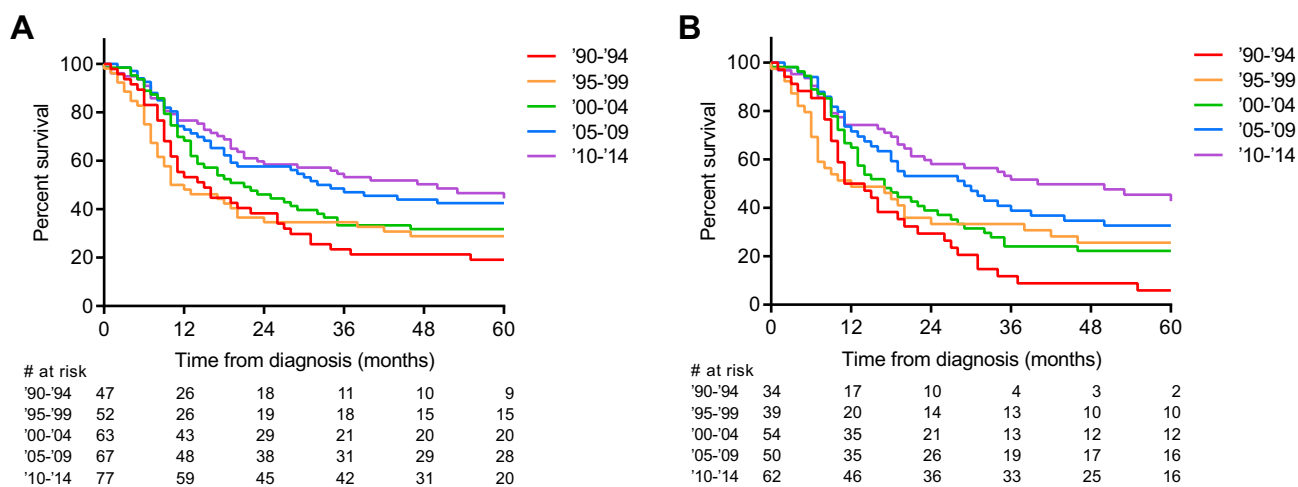 A
Percent survival
100
80
60
40
20
0
0 12 24 36 48 60
Time from diagnosis (months)
’90-’94
’95-’99
’00-’04
’05-’09
’10-’14
# at risk
’90-’94 47 26 18 11 10 9
’95-’99 52 26 19 18 15 15
’00-’04 63 43 29 21 20 20
’05-’09 67 48 38 31 29 28
’10-’14 77 59 45 42 31 20
B
Percent survival
100
80
60
40
20
0
0 12 24 36 48 60
Time from diagnosis (months)
’90-’94
’95-’99
’00-’04
’05-’09
’10-’14
# at risk
’90-’94 34 17 10 4 3 2
’95-’99 39 20 14 13 10 10
’00-’04 54 35 21 13 12 12
’05-’09 50 35 26 19 17 16
’10-’14 62 46 36 33 25 16